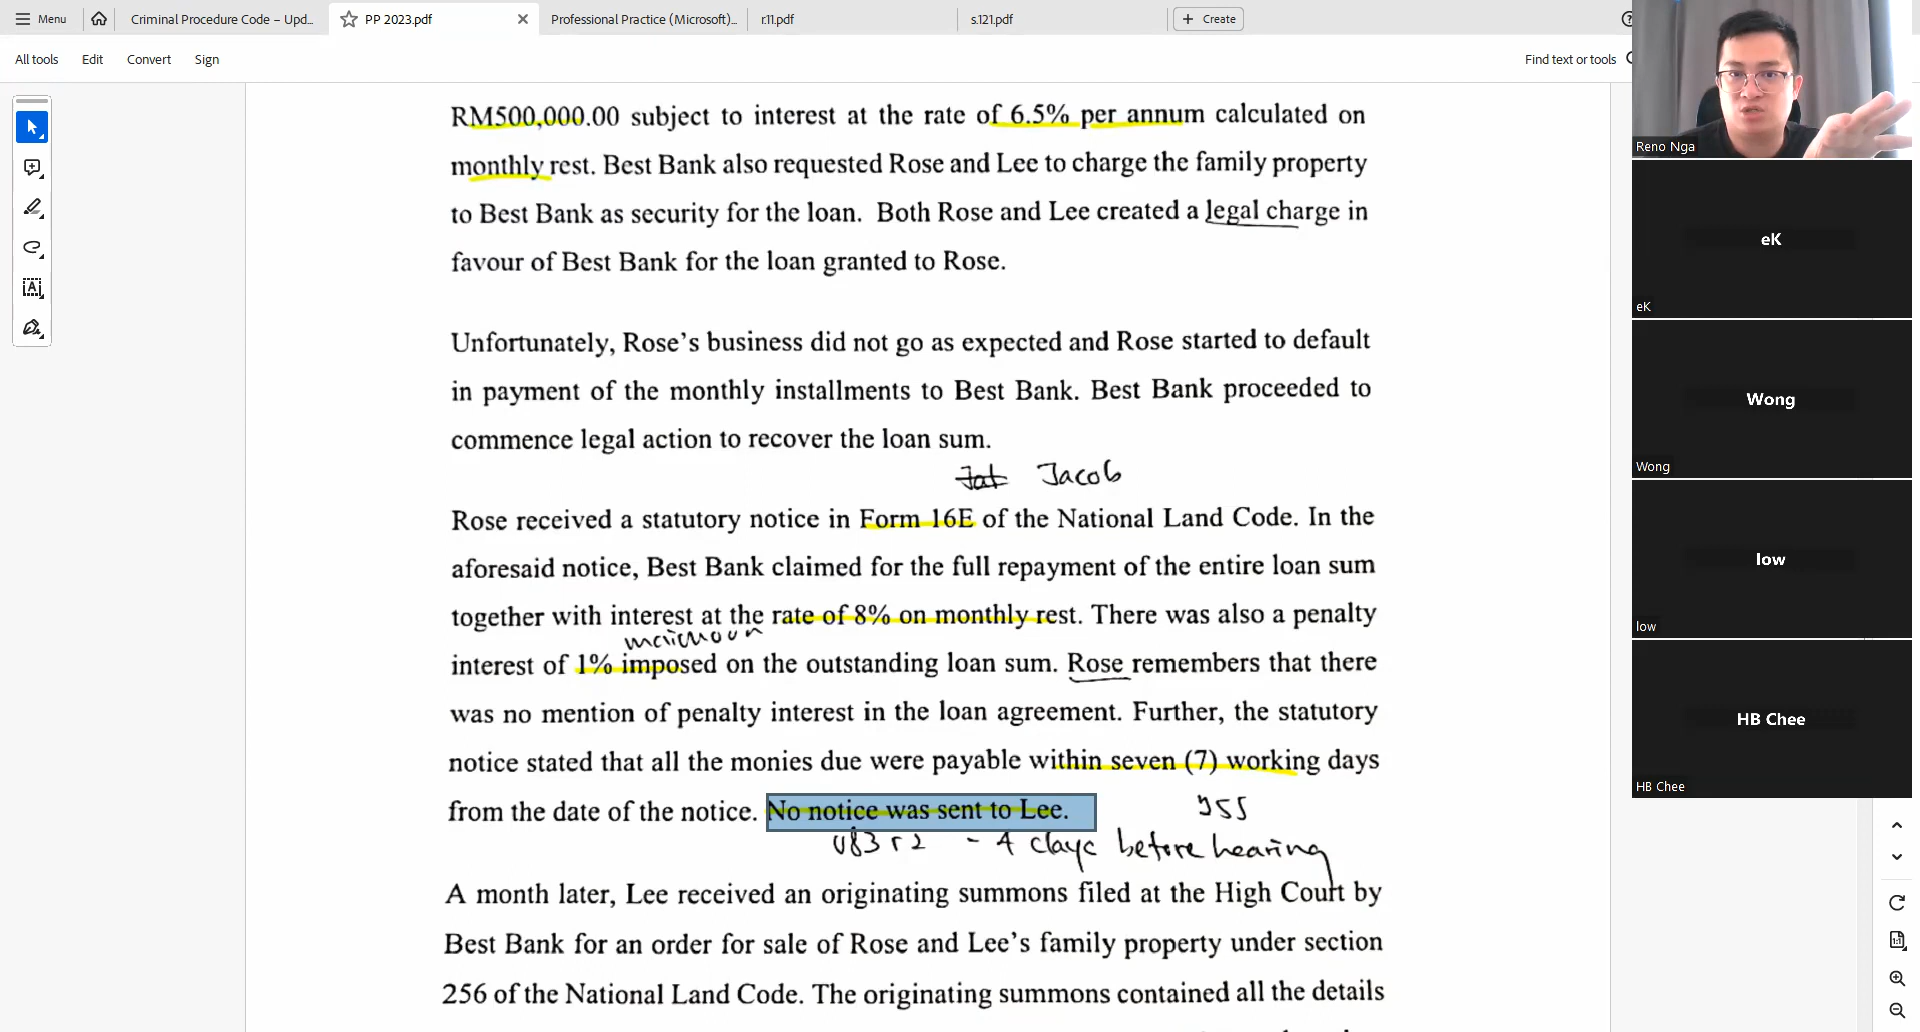 Menu
Criminal Procedure Code – Upd...
PP 2023.pdf
Professional Practice (Microsoft)...
r.11.pdf
s.121.pdf
Create
All tools
Edit
Convert
Sign
Find text or tools
RM500,000.00 subject to interest at the rate of 6.5% per annum calculated on
monthly rest. Best Bank also requested Rose and Lee to charge the family property
to Best Bank as security for the loan. Both Rose and Lee created a legal charge in
favour of Best Bank for the loan granted to Rose.
Unfortunately, Rose's business did not go as expected and Rose started to default
in payment of the monthly installments to Best Bank. Best Bank proceeded to
commence legal action to recover the loan sum.
Jacob
Rose received a statutory notice in Form 16E of the National Land Code. In the
aforesaid notice, Best Bank claimed for the full repayment of the entire loan sum
together with interest at the rate of 8% on monthly rest. There was also a penalty
interest of 1% imposed on the outstanding loan sum. Rose remembers that there
was no mention of penalty interest in the loan agreement. Further, the statutory
notice stated that all the monies due were payable within seven (7) working days
from the date of the notice. No notice was sent to Lee.
083 r 2 - 4 days before hearing
A month later, Lee received an originating summons filed at the High Court by
Best Bank for an order for sale of Rose and Lee's family property under section
256 of the National Land Code. The originating summons contained all the details
Reno Nga
eK
eK
Wong
Wong
low
low
HB Chee
HB Chee